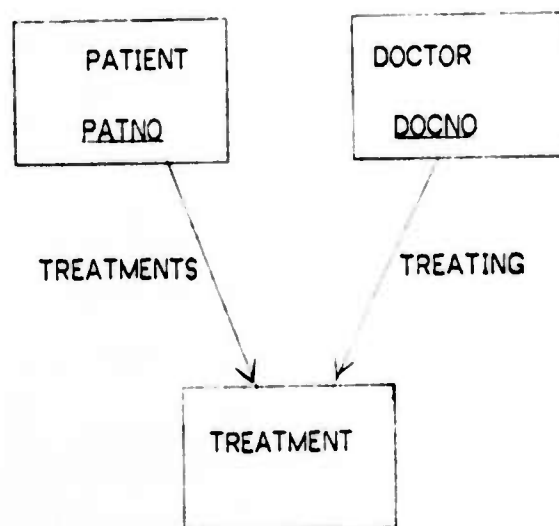 PATIENT
PATNO
DOCTOR
DOCNO
TREATMENTS
TREATING
TREATMENT